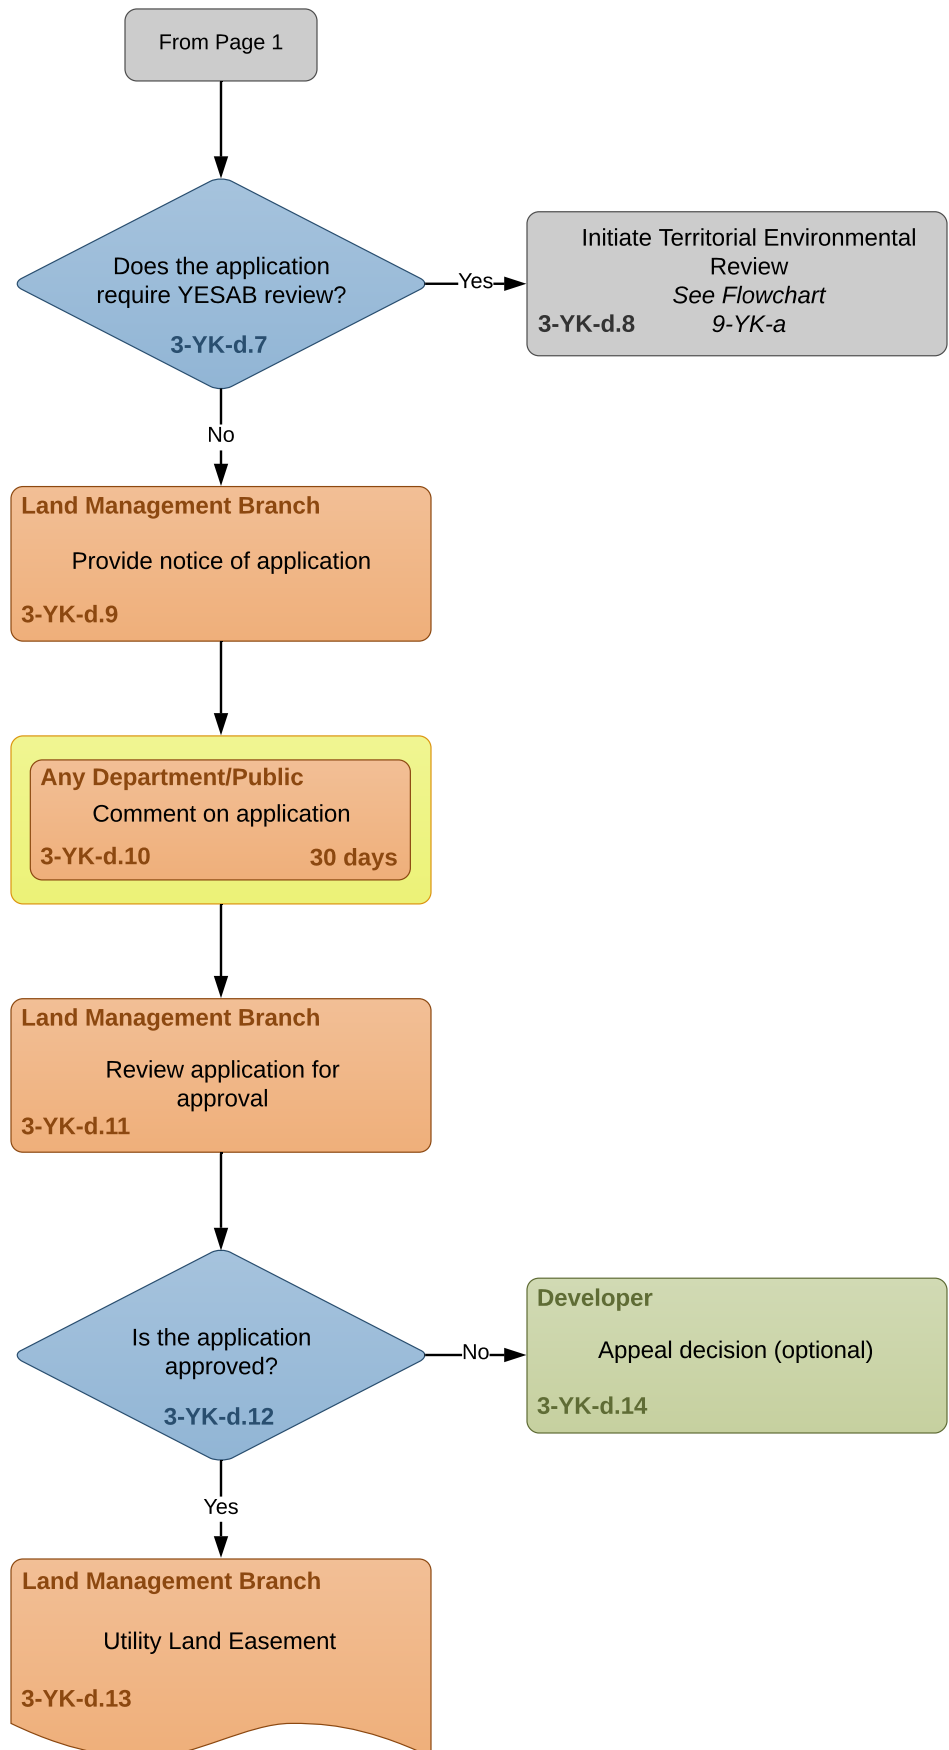 From Page 1
Does the application
require YESAB review?
3-YK-d.7
Yes
Initiate Territorial Environmental
Review
See Flowchart
3-YK-d.8
9-YK-a
No
Land Management Branch
Provide notice of application
3-YK-d.9
Any Department/Public
Comment on application
3-YK-d.10
30 days
Land Management Branch
Review application for
approval
3-YK-d.11
Is the application
approved?
3-YK-d.12
No
Developer
Appeal decision (optional)
3-YK-d.14
Yes
Land Management Branch
Utility Land Easement
3-YK-d.13